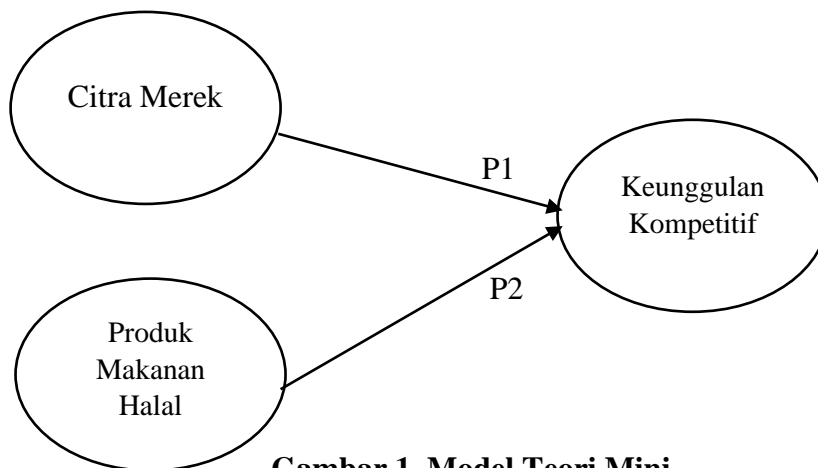 Citra Merek
P1
Keunggulan
Kompetitif
P2
Produk
Makanan
Halal
Gambar 1. Model Teori Mini